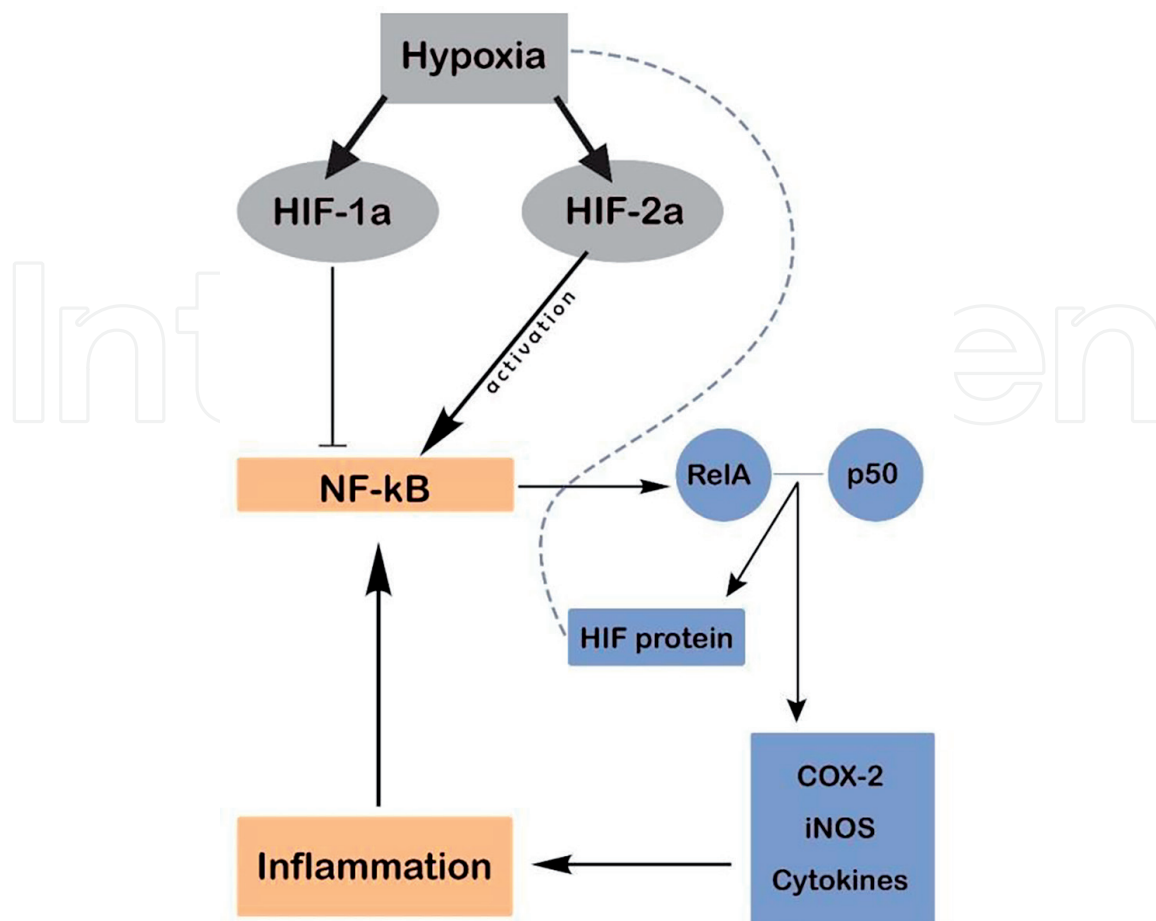 Hypoxia
HIF-1a
HIF-2a
activation
NF-kB
RelA
p50
HIF protein
COX-2
iNOS
Cytokines
Inflammation